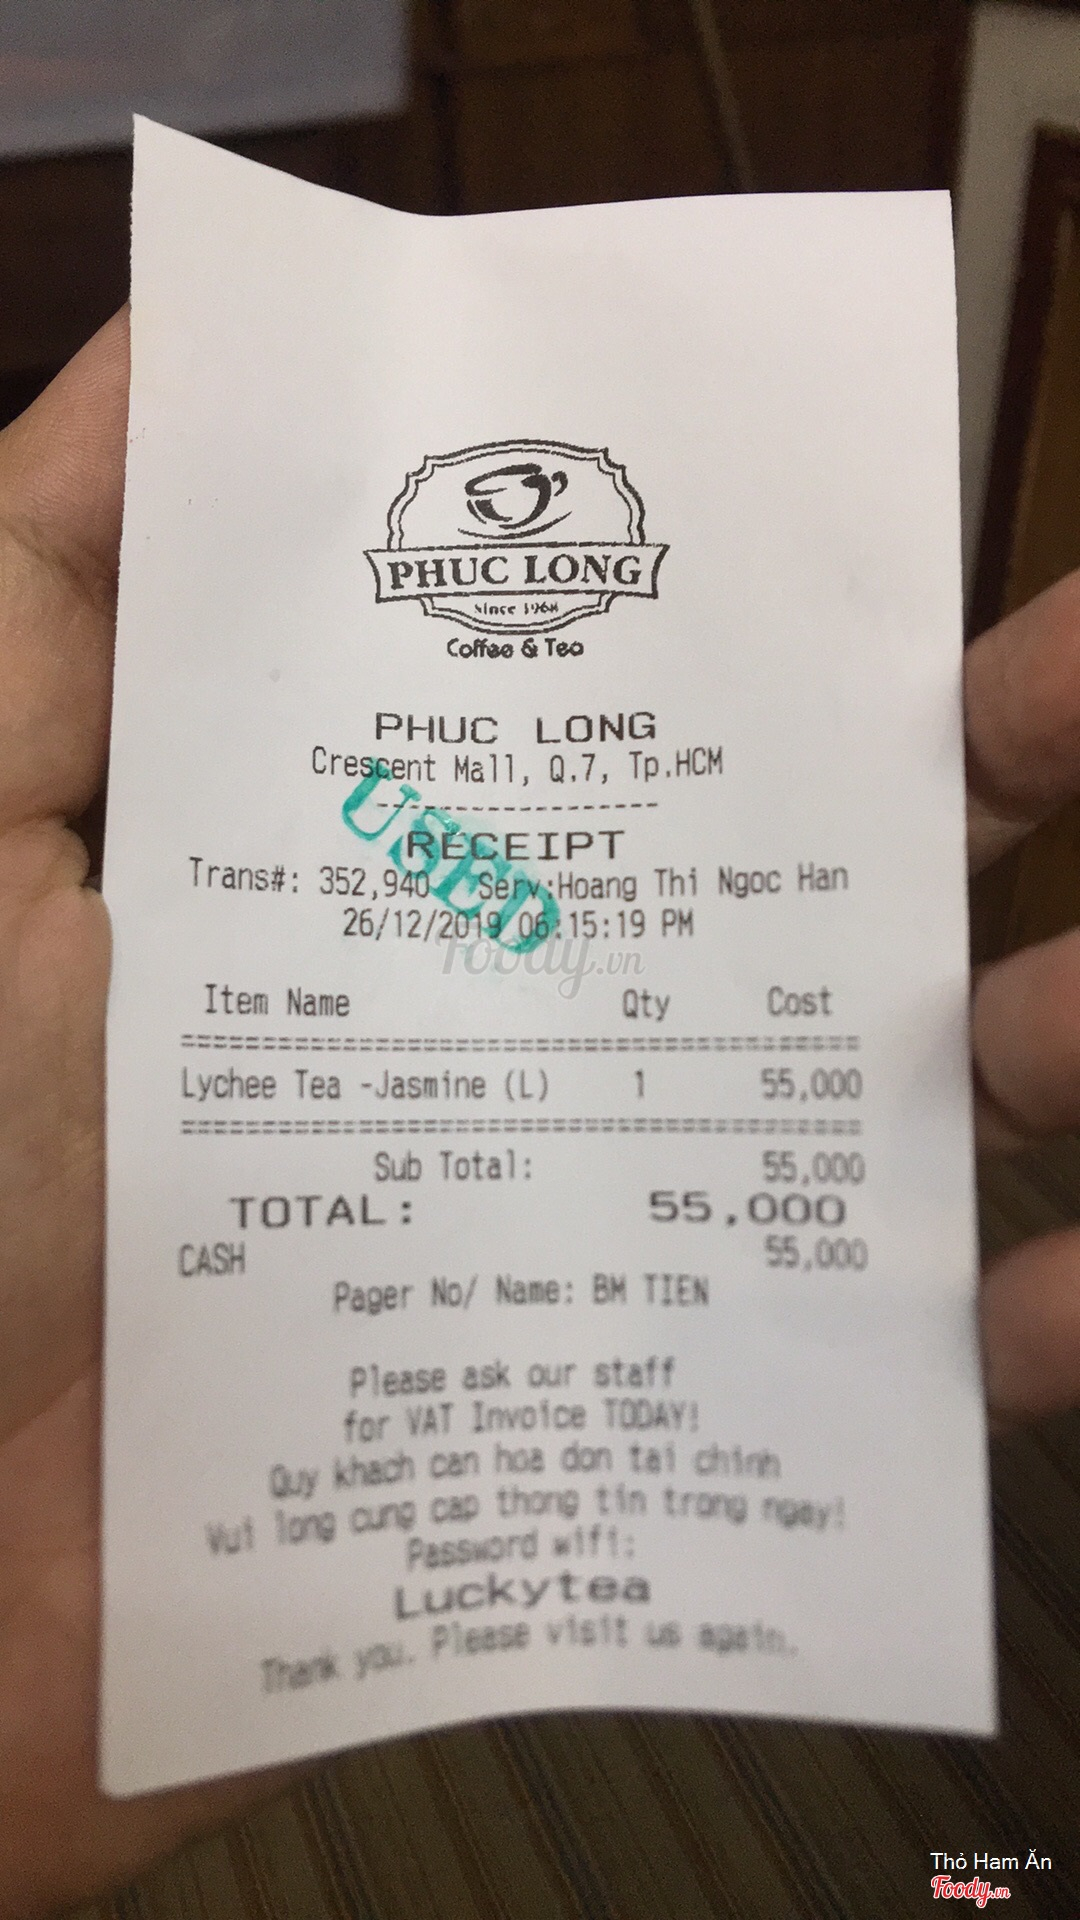 PHUC LONG
Since 1968
Coffee & Tea
PHUC LONG
Crescent Mall, Q.7, Tp.HCM
--------------------
USED
RECEIPT
Trans#: 352,940 Serv:Hoang Thi Ngoc Han
26/12/2019 06:15:19 PM
Foody.vn
Item Name Qty Cost
Lychee Tea -Jasmine (L) 1 55,000
Sub Total: 55,000
TOTAL: 55,000
CASH 55,000
Pager No/ Name: BM TIEN
Please ask our staff
for VAT Invoice TODAY!
Quy khach can hoa don tai chinh
Vui long cung cap thong tin trong ngay!
Password wifi:
Luckytea
Thank you. Please visit us again.
Thỏ Ham Ăn
Foody.vn